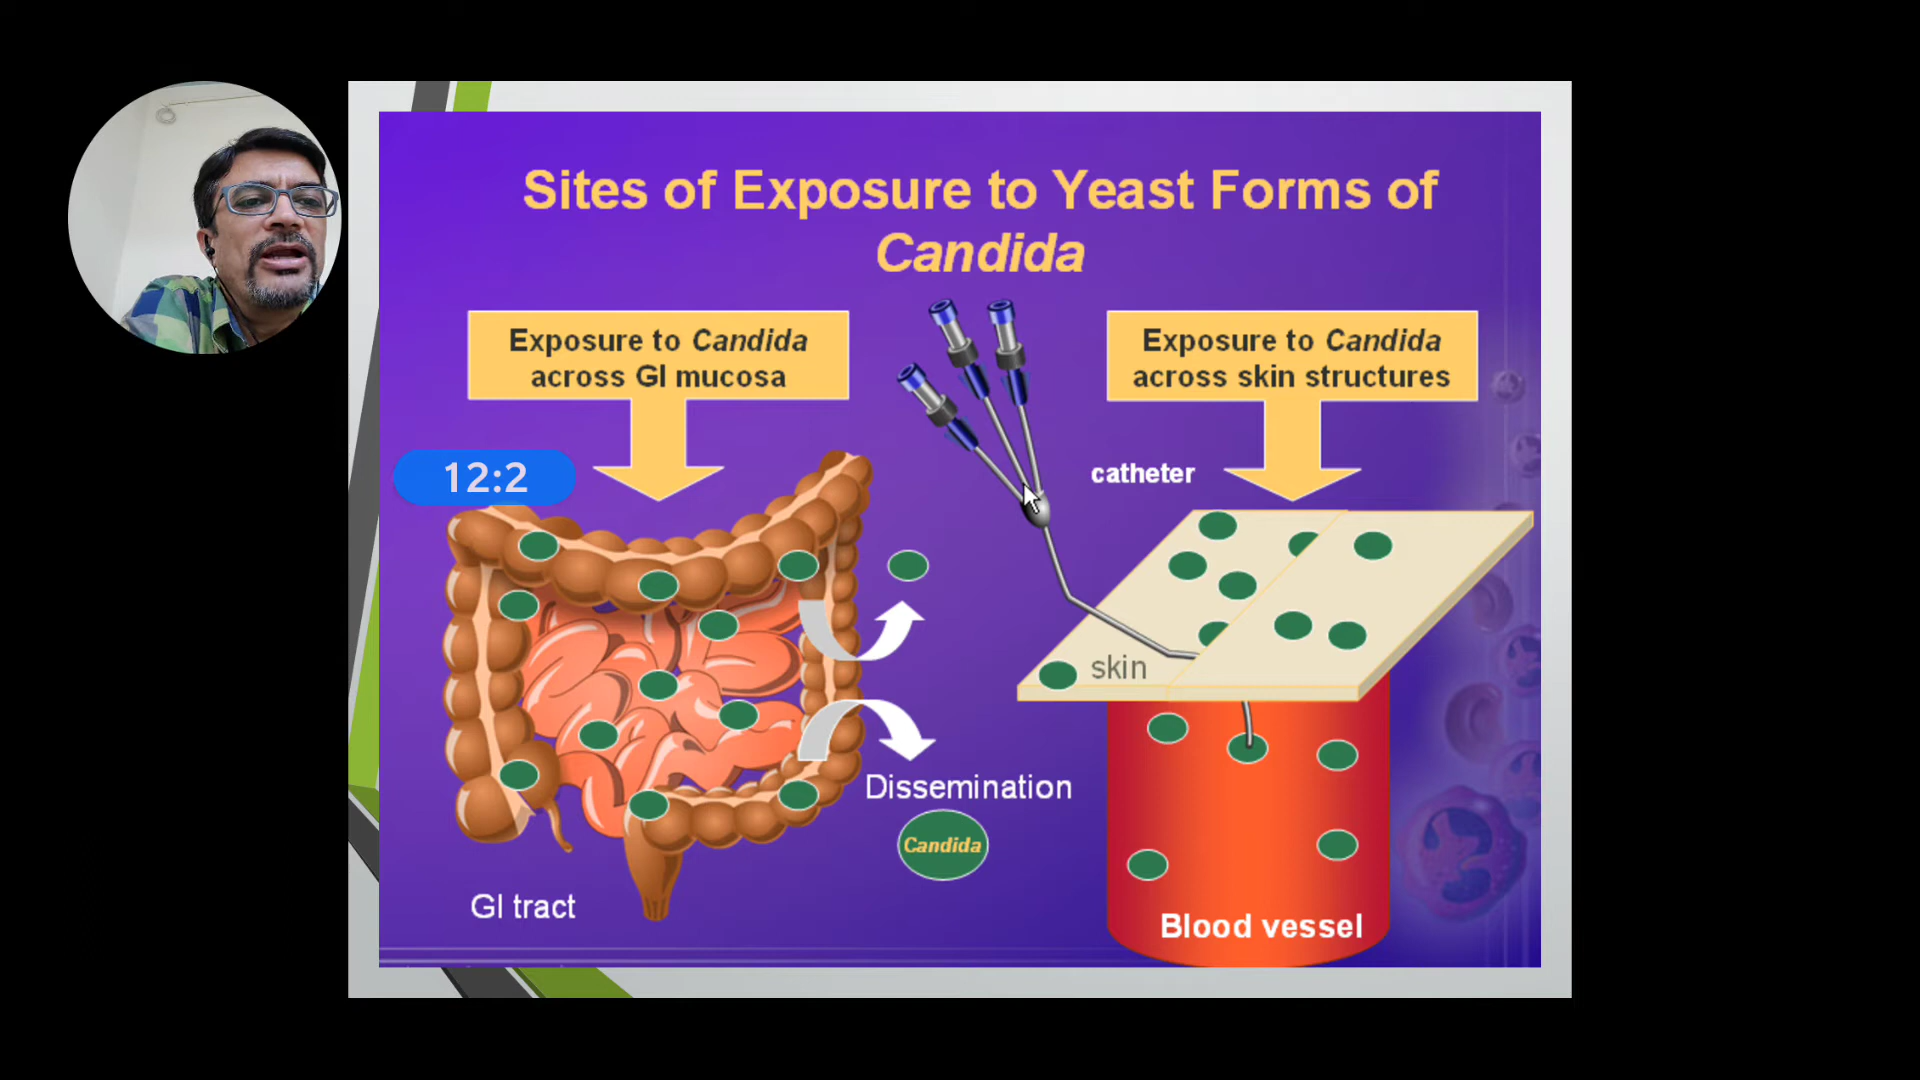 Sites of Exposure to Yeast Forms of
Candida
Exposure to Candida
across GI mucosa
Exposure to Candida
across skin structures
12:2
catheter
skin
Dissemination
Candida
GI tract
Blood vessel